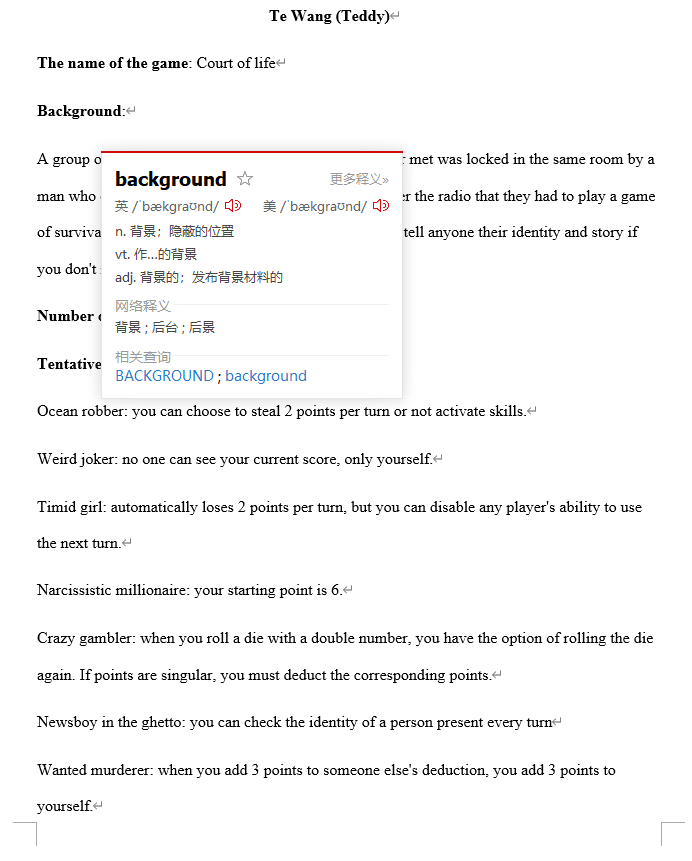 Te Wang (Teddy)↵
The name of the game: Court of life↵
Background:↵
A group
met was locked in the same room by a
man who
the radio that they had to play a game
of
tell anyone their identity and story if
you don't
Number
Tentative
background ☆ 更多释义»
英 /ˈbækɡraʊnd/ 美 /ˈbækɡraʊnd/
n. 背景；隐蔽的位置
vt. 作…的背景
adj. 背景的；发布背景材料的
网络释义
背景 ; 后台 ; 后景
相关查询
BACKGROUND ; background
Ocean robber: you can choose to steal 2 points per turn or not activate skills.↵
Weird joker: no one can see your current score, only yourself.↵
Timid girl: automatically loses 2 points per turn, but you can disable any player's ability to use
the next turn.↵
Narcissistic millionaire: your starting point is 6.↵
Crazy gambler: when you roll a die with a double number, you have the option of rolling the die
again. If points are singular, you must deduct the corresponding points.↵
Newsboy in the ghetto: you can check the identity of a person present every turn↵
Wanted murderer: when you add 3 points to someone else's deduction, you add 3 points to
yourself.↵